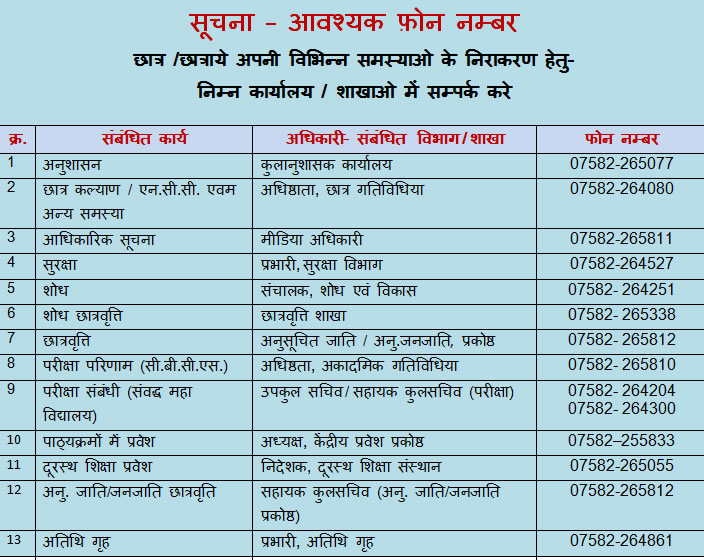 सूचना – आवश्यक फ़ोन नम्बर
छात्र /छात्राये अपनी विभिन्न समस्याओ के निराकरण हेतु-
निम्न कार्यालय / शाखाओ में सम्पर्क करे
क्र. संबंधित कार्य अधिकारी- संबंधित विभाग/शाखा फोन नम्बर
1 अनुशासन कुलानुशासक कार्यालय 07582-265077
2 छात्र कल्याण / एन.सी.सी. एवम अधिष्ठाता, छात्र गतिविधिया 07582-264080
अन्य समस्या
3 आधिकारिक सूचना मीडिया अधिकारी 07582-265811
4 सुरक्षा प्रभारी, सुरक्षा विभाग 07582-264527
5 शोध संचालक, शोध एवं विकास 07582- 264251
6 शोध छात्रवृत्ति छात्रवृत्ति शाखा 07582- 265338
7 छात्रवृत्ति अनुसूचित जाति / अनु.जनजाति, प्रकोष्ठ 07582- 265812
8 परीक्षा परिणाम (सी.बी.सी.एस.) अधिष्ठता, अकादमिक गतिविधिया 07582- 265810
9 परीक्षा संबंधी (संवद्ध महा उपकुल सचिव/ सहायक कुलसचिव (परीक्षा) 07582- 264204
विद्यालय) 07582- 264300
10 पाठ्यक्रमों में प्रवेश अध्यक्ष, केंद्रीय प्रवेश प्रकोष्ठ 07582–255833
11 दूरस्थ शिक्षा प्रवेश निदेशक, दूरस्थ शिक्षा संस्थान 07582-265055
12 अनु. जाति/जनजाति छात्रवृति सहायक कुलसचिव (अनु. जाति/जनजाति 07582-265812
प्रकोष्ठ)
13 अतिथि गृह प्रभारी, अतिथि गृह 07582-264861